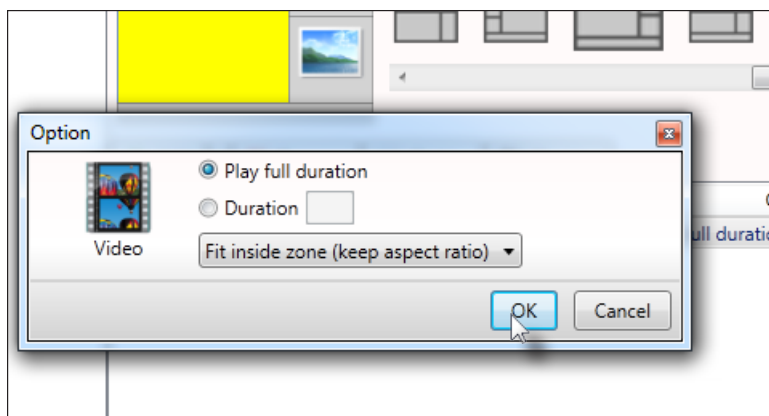 Option
Play full duration
Duration
Video
Fit inside zone (keep aspect ratio)
ull duratio
OK
Cancel